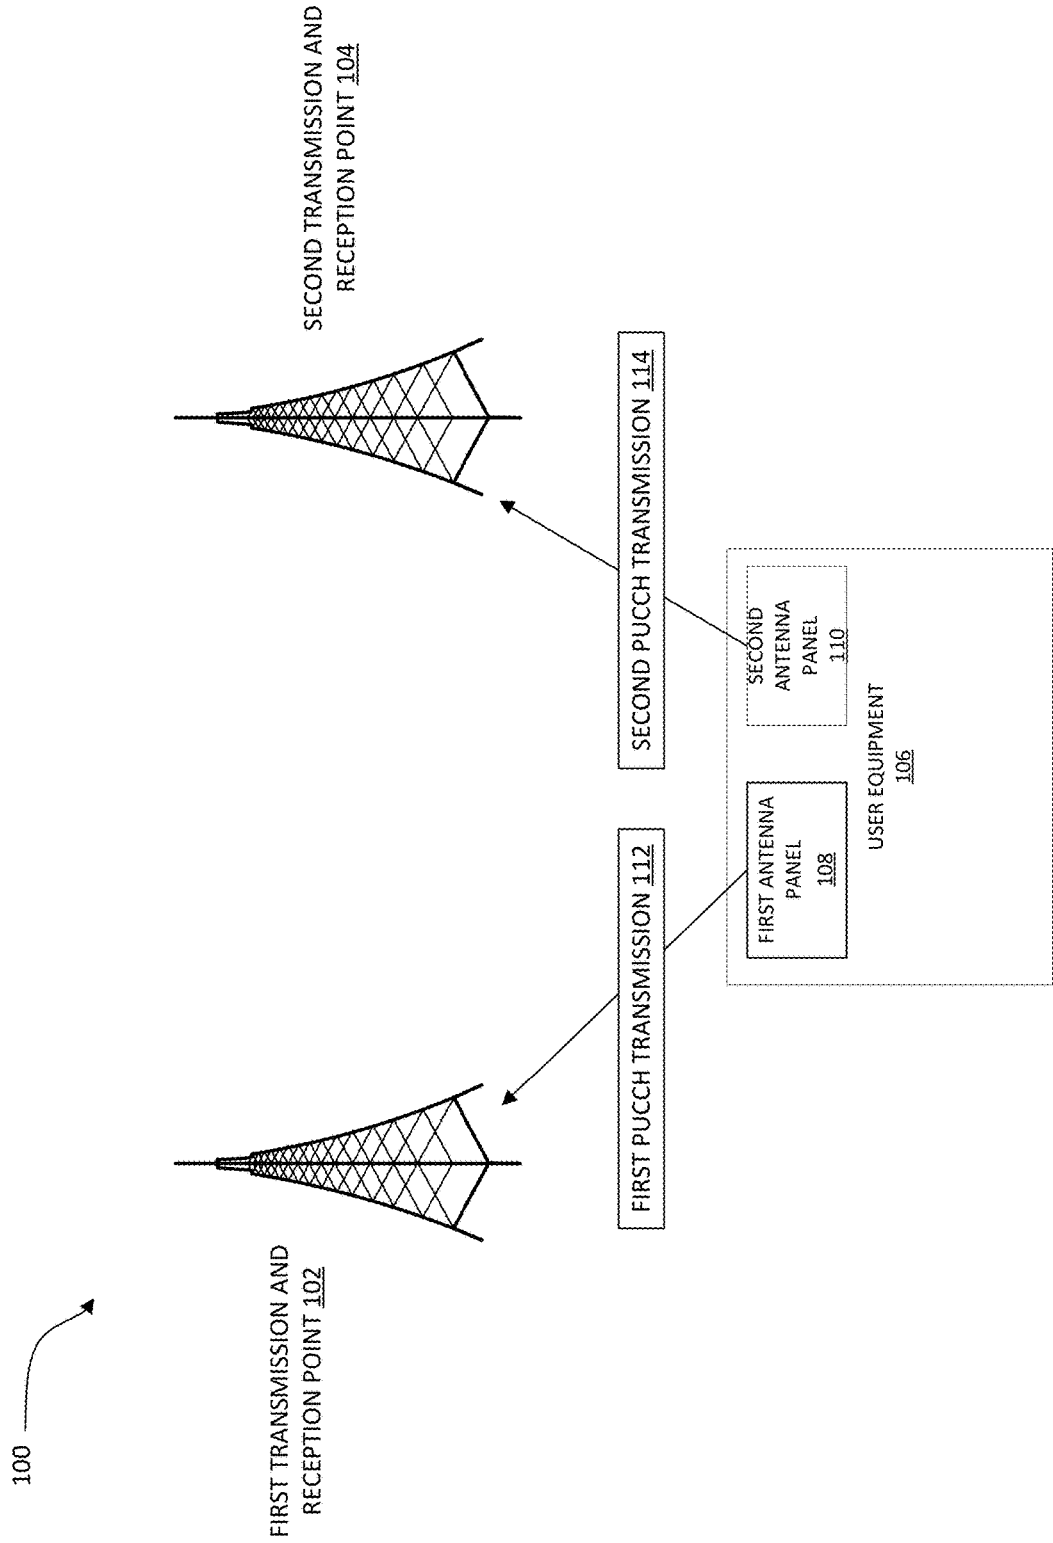 100
FIRST TRANSMISSION AND
RECEPTION POINT 102
SECOND TRANSMISSION AND
RECEPTION POINT 104
FIRST PUCCH TRANSMISSION 112
SECOND PUCCH TRANSMISSION 114
FIRST ANTENNA
PANEL
108
SECOND
ANTENNA
PANEL
110
USER EQUIPMENT
106